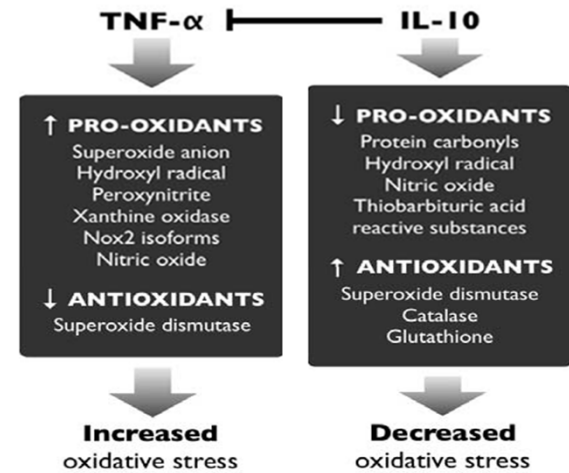 TNF-α
IL-10
↑ PRO-OXIDANTS
Superoxide anion
Hydroxyl radical
Peroxynitrite
Xanthine oxidase
Nox2 isoforms
Nitric oxide
↓ ANTIOXIDANTS
Superoxide dismutase
Increased
oxidative stress
↓ PRO-OXIDANTS
Protein carbonyls
Hydroxyl radical
Nitric oxide
Thiobarbituric acid
reactive substances
↑ ANTIOXIDANTS
Superoxide dismutase
Catalase
Glutathione
Decreased
oxidative stress